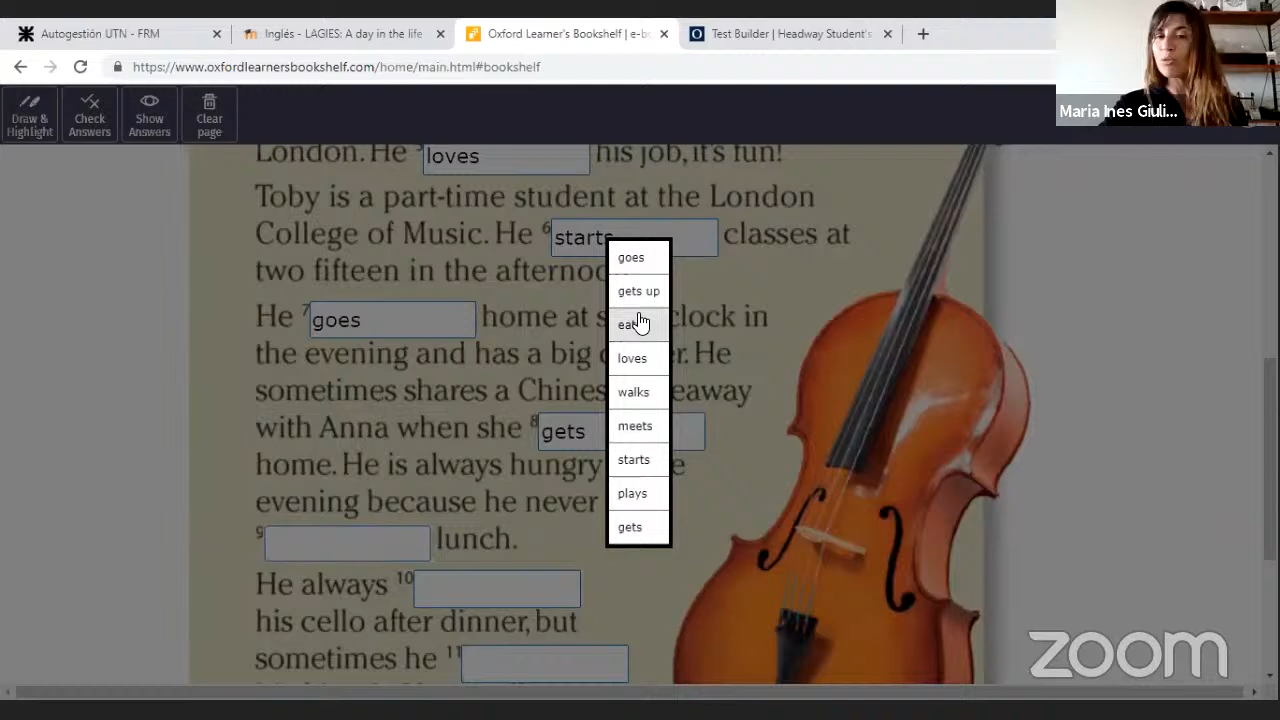 Autogestión UTN - FRM
Inglés - LAGIES: A day in the life
Oxford Learner's Bookshelf | e-bo
Test Builder | Headway Student's
https://www.oxfordlearnersbookshelf.com/home/main.html#bookshelf
Maria Ines Giuli...
Draw & Highlight
Check Answers
Show Answers
Clear page
London. He loves his job, it's fun!
Toby is a part-time student at the London
College of Music. He 6 starts classes at
two fifteen in the afternoo
He 7 goes home at clock in
the evening and has a big He
sometimes shares a Chines eaway
with Anna when she 8 gets
home. He is always hungry
evening because he never
9 lunch.
He always 10
his cello after dinner, but
sometimes he 11
goes
gets up
eat
loves
walks
meets
starts
plays
gets
zoom